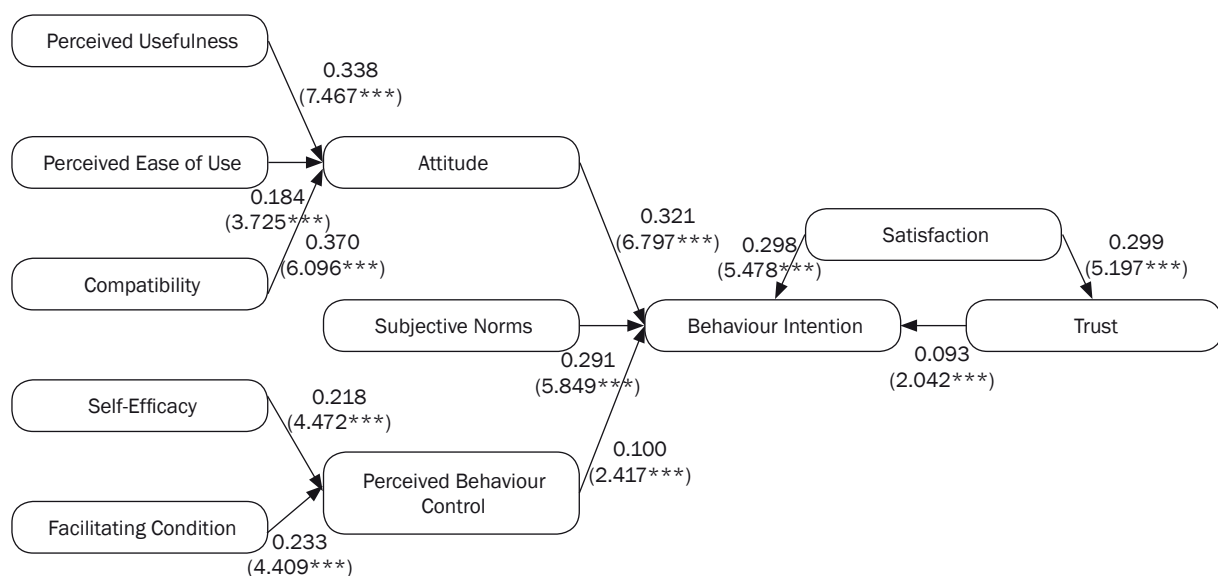 Perceived Usefulness
0.338
(7.467***)
Perceived Ease of Use
Attitude
0.184
(3.725***)
0.370
(6.096***)
Compatibility
0.321
(6.797***)
Satisfaction
0.298
(5.478***)
0.299
(5.197***)
Subjective Norms
Behaviour Intention
Trust
0.291
(5.849***)
0.093
(2.042***)
Self-Efficacy
0.218
(4.472***)
0.100
(2.417***)
Perceived Behaviour
Control
Facilitating Condition
0.233
(4.409***)